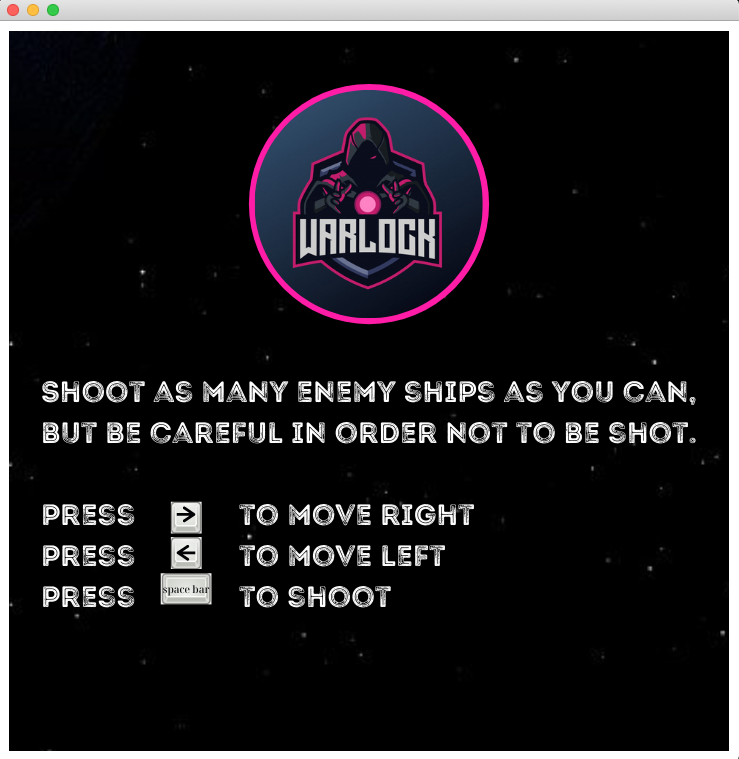 WARLOCK
SHOOT AS MANY ENEMY SHIPS AS YOU CAN,
BUT BE CAREFUL IN ORDER NOT TO BE SHOT.
PRESS → TO MOVE RIGHT
PRESS ← TO MOVE LEFT
PRESS space bar TO SHOOT